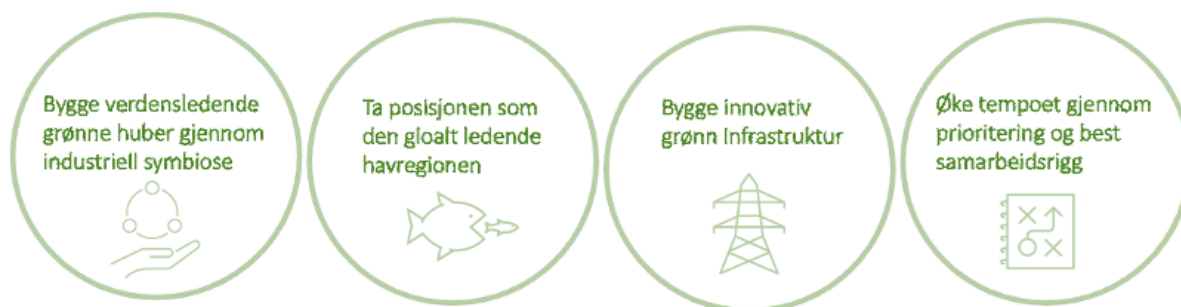 Bygge verdensledende
grønne huber gjennom
industriell symbiose
Ta posisjonen som
den gloalt ledende
havregionen
Bygge innovativ
grønn infrastruktur
Øke tempoet gjennom
prioritering og best
samarbeidsrigg